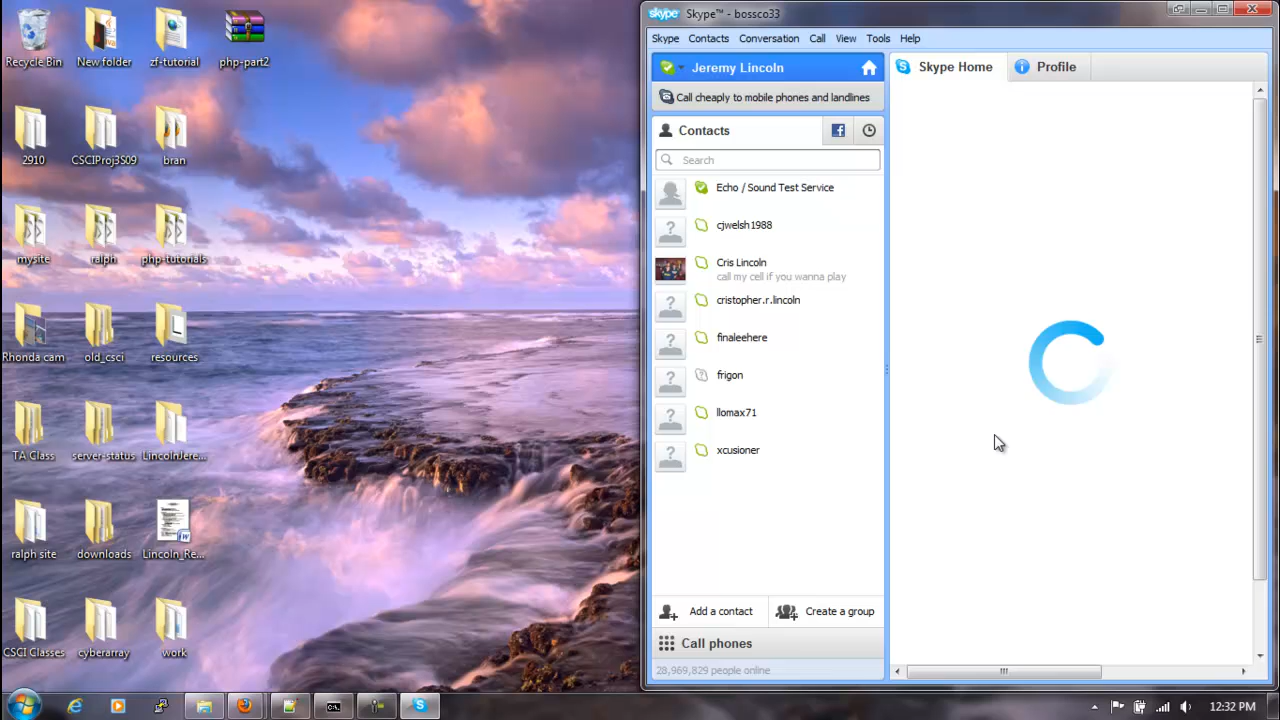 Recycle Bin
New folder
zf-tutorial
php-part2
2910
CSCIProj3S09
bran
mysite
ralph
php-tutorials
Rhonda cam
old_csci
resources
TA Class
server-status
LincolnJere...
ralph site
downloads
Lincoln_Re...
CSCI Classes
cyberarray
work
skype Skype™ - bossco33
Skype Contacts Conversation Call View Tools Help
Jeremy Lincoln
Call cheaply to mobile phones and landlines
Contacts
Search
Echo / Sound Test Service
cjwelsh1988
Cris Lincoln
call my cell if you wanna play
cristopher.r.lincoln
finaleehere
frigon
llomax71
xcusioner
Add a contact
Create a group
Call phones
28,969,829 people online
Skype Home
Profile
12:32 PM